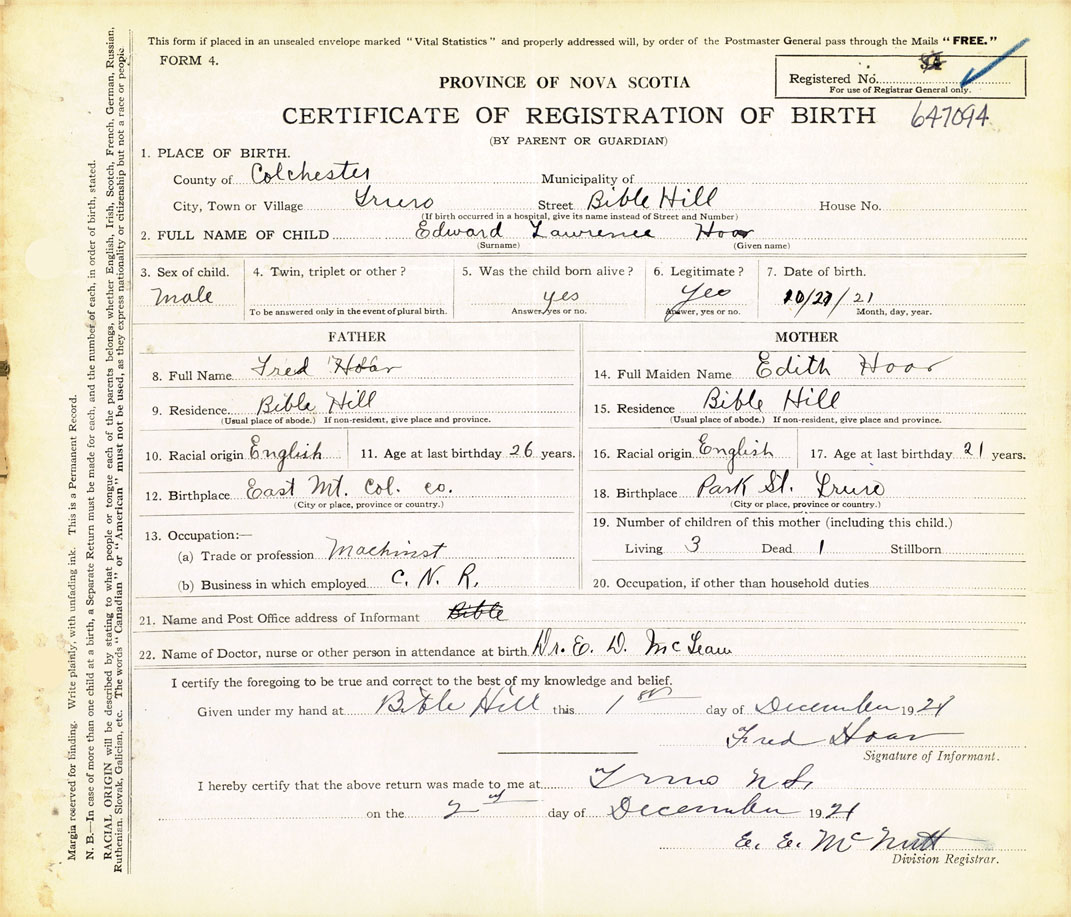 This form if placed in an unsealed envelope marked "Vital Statistics" and properly addressed will, by order of the Postmaster General pass through the Mails "FREE."
FORM 4.
Registered No.
For use of Registrar General only.
PROVINCE OF NOVA SCOTIA
CERTIFICATE OF REGISTRATION OF BIRTH 647094
(BY PARENT OR GUARDIAN)
1. PLACE OF BIRTH.
County of Colchester Municipality of
City, Town or Village Truro Street Bible Hill House No.
(If birth occurred in a hospital, give its name instead of Street and Number)
2. FULL NAME OF CHILD Edward Lawrence Hoar
(Surname) (Given name)
3. Sex of child. 4. Twin, triplet or other? 5. Was the child born alive? 6. Legitimate? 7. Date of birth.
Male yes yes 10/27/21
To be answered only in the event of plural birth. Answer, yes or no. Answer, yes or no. Month, day, year.
FATHER MOTHER
8. Full Name Fred Hoar 14. Full Maiden Name Edith Hoar
9. Residence Bible Hill 15. Residence Bible Hill
(Usual place of abode.) If non-resident, give place and province. (Usual place of abode.) If non-resident, give place and province.
10. Racial origin English 11. Age at last birthday 26 years. 16. Racial origin English 17. Age at last birthday 21 years.
12. Birthplace East Mt. Col. Co. 18. Birthplace Park St. Truro
(City or place, province or country.) (City or place, province or country.)
13. Occupation:— 19. Number of children of this mother (including this child.)
(a) Trade or profession Machinst Living 3 Dead 1 Stillborn
(b) Business in which employed C. N. R. 20. Occupation, if other than household duties
21. Name and Post Office address of Informant Bible
22. Name of Doctor, nurse or other person in attendance at birth Dr. E. D. McLean
I certify the foregoing to be true and correct to the best of my knowledge and belief.
Given under my hand at Bible Hill this 1st day of December 1921
Fred Hoar
Signature of Informant.
I hereby certify that the above return was made to me at Truro N S.
on the 2nd day of December 1921
E. E. McNutt
Division Registrar.
Margin reserved for binding. Write plainly, with unfading ink. This is a Permanent Record.
N. B.—In case of more than one child at a birth, a Separate Return must be made for each, and the number of each, in order of birth, stated.
RACIAL ORIGIN will be described by stating to what people or tongue each of the parents belongs, whether English, Irish, Scotch, French, German, Russian,
Ruthenian, Slovak, Galician, etc. The words "Canadian" or "American" must not be used, as they express nationality or citizenship but not a race or people.